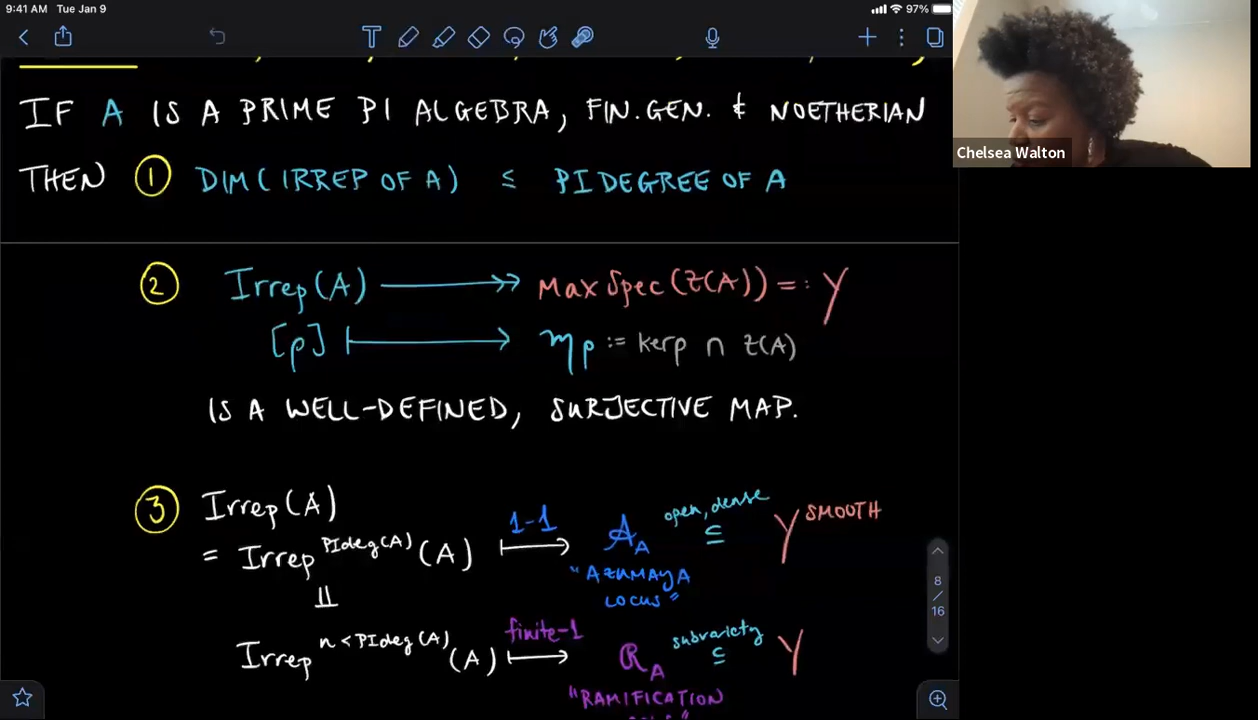 9:41 AM Tue Jan 9
97%
IF A IS A PRIME PI ALGEBRA, FIN.GEN. & NOETHERIAN
Chelsea Walton
THEN ① DIM(IRREP OF A) ≤ PI DEGREE OF A
② Irrep(A) ↠ MaxSpec(Z(A)) =: Y
[ρ] ↦ 𝔪ρ := kerρ ∩ Z(A)
IS A WELL-DEFINED, SURJECTIVE MAP.
③ Irrep(A)
= Irrep^PIdeg(A) (A) 1-1 ↦ 𝒜_A open, dense ⊆ Y SMOOTH
"AZUMAYA
LOCUS"
⨿
Irrep^n<PIdeg(A) (A) finite-1 ↦ ℛ_A subvariety ⊆ Y
"RAMIFICATION
8
/
16